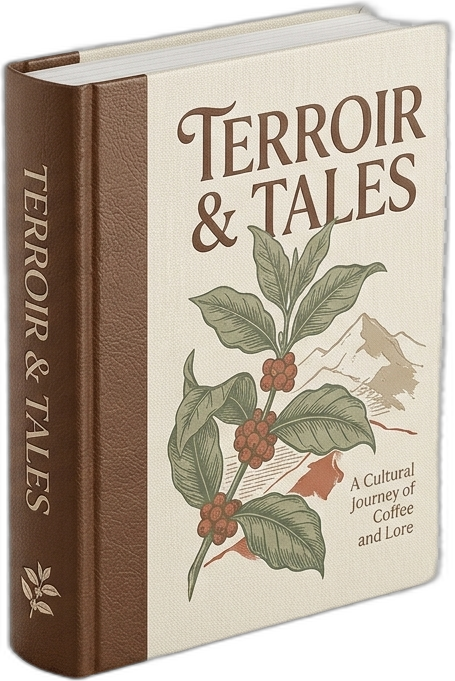 TERROIR
& TALES
A Cultural
Journey of
Coffee
and Lore
TERROIR & TALES